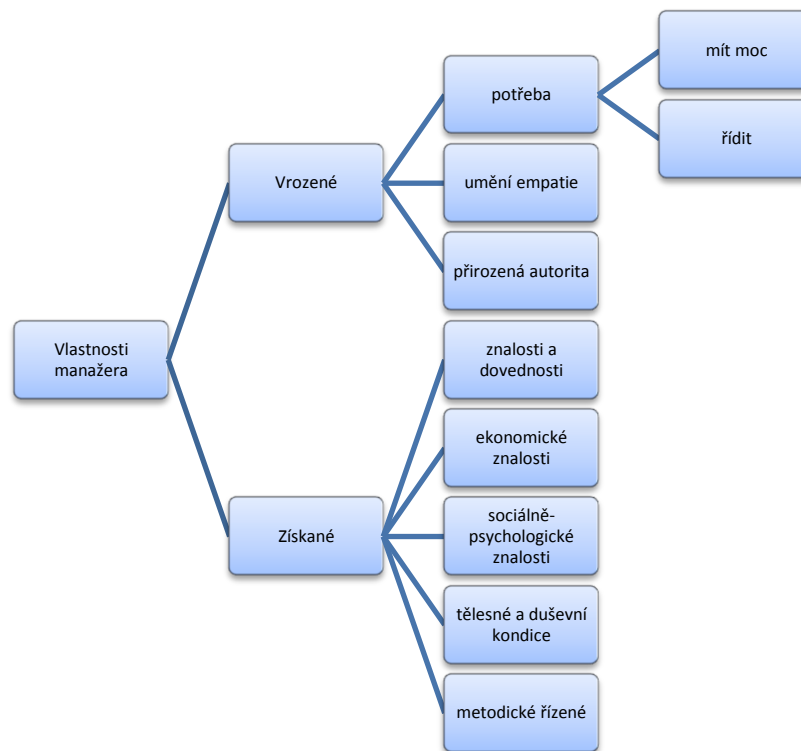 mít moc
potřeba
řídit
Vrozené
umění empatie
přirozená autorita
Vlastnosti
manažera
znalosti a
dovednosti
ekonomické
znalosti
Získané
sociálně-
psychologické
znalosti
tělesné a duševní
kondice
metodické řízené